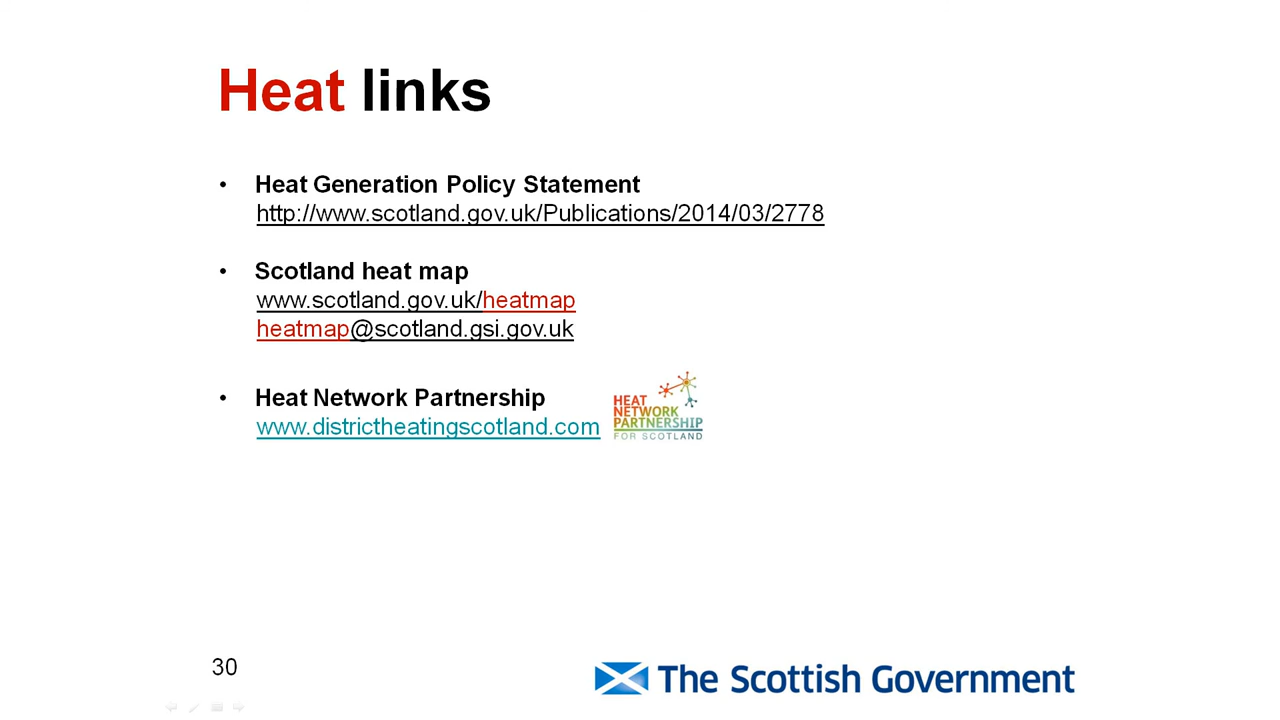 Heat links
• Heat Generation Policy Statement
http://www.scotland.gov.uk/Publications/2014/03/2778
• Scotland heat map
www.scotland.gov.uk/heatmap
heatmap@scotland.gsi.gov.uk
• Heat Network Partnership
www.districtheatingscotland.com
HEAT
NETWORK
PARTNERSHIP
FOR SCOTLAND
30
The Scottish Government